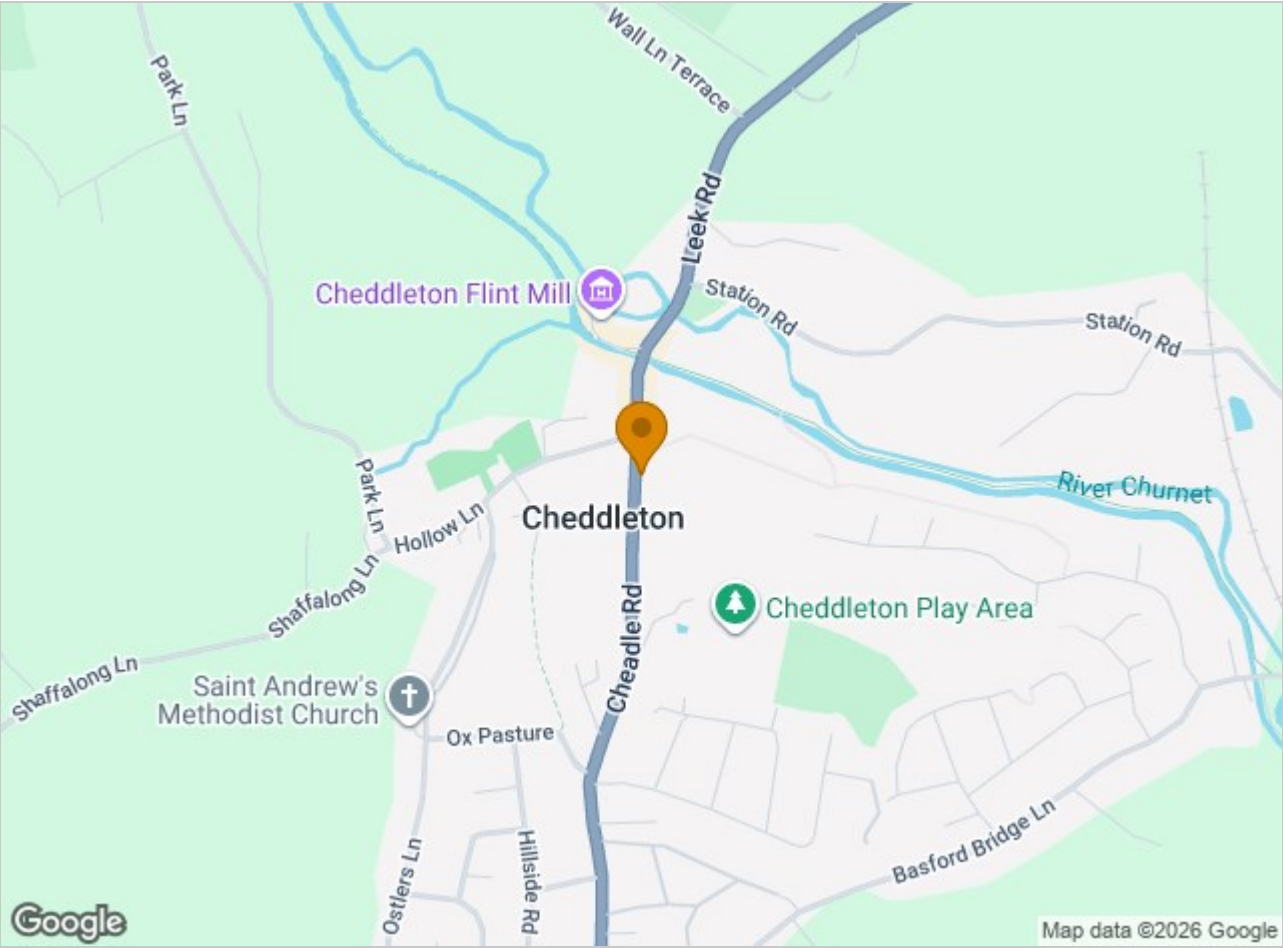 Wall Ln Terrace
Park Ln
Leek Rd
Cheddleton Flint Mill
Station Rd
Station Rd
Park Ln
River Churnet
Hollow Ln
Cheddleton
Shaffalong Ln
Cheadle Rd
Cheddleton Play Area
Shaffalong Ln
Saint Andrew's
Methodist Church
Ox Pasture
Basford Bridge Ln
Hillside Rd
Ostlers Ln
Google
Map data ©2026 Google